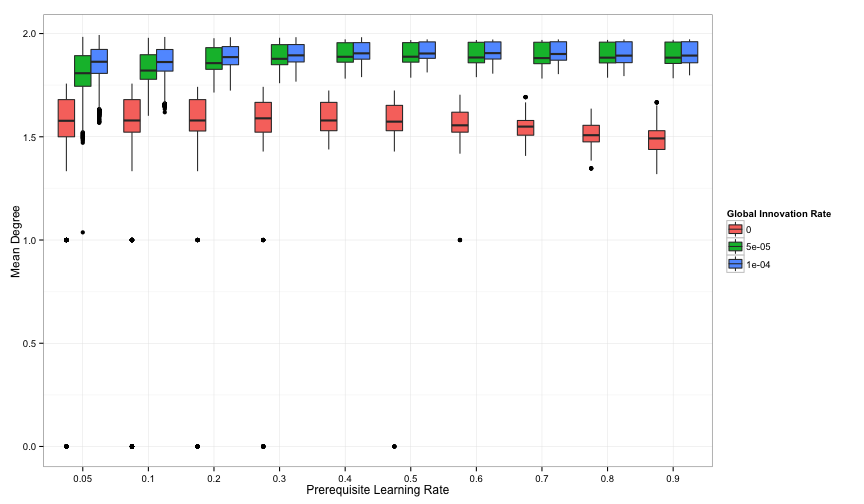 2.0
1.5
1.0
0.5
0.0
Mean Degree
0.05 0.1 0.2 0.3 0.4 0.5 0.6 0.7 0.8 0.9
Prerequisite Learning Rate
Global Innovation Rate
0
5e-05
1e-04